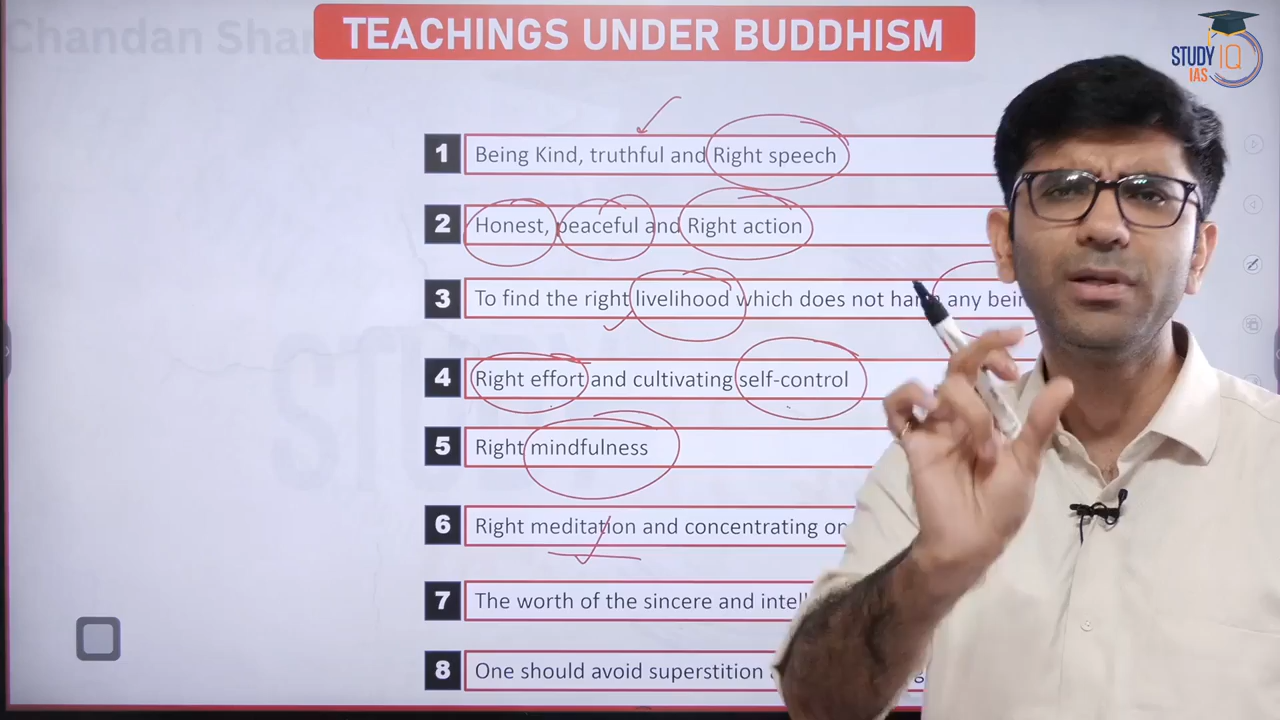 Chandan Shar
TEACHINGS UNDER BUDDHISM
STUDY IQ
IAS
1 Being Kind, truthful and Right speech
2 Honest, peaceful and Right action
3 To find the right livelihood which does not harm any
4 Right effort and cultivating self-control
5 Right mindfulness
6 Right meditation and concentrating
7 The worth of the sincere and
8 One should avoid superstition
STUDY